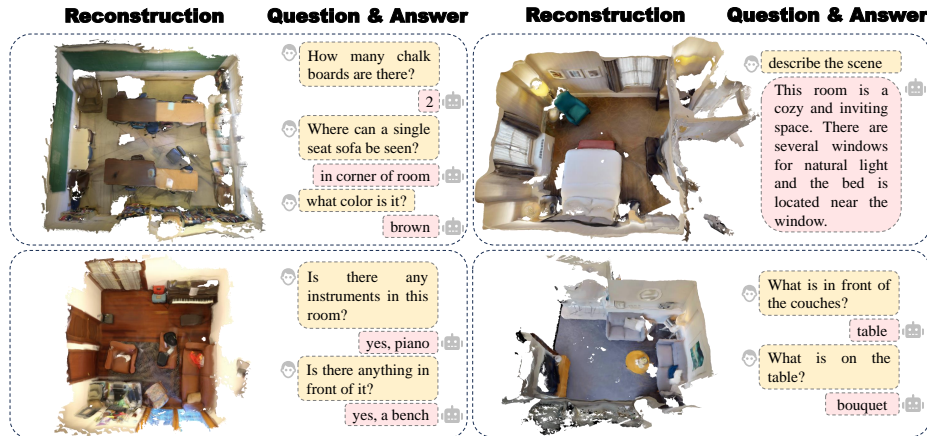 Reconstruction Question & Answer
How many chalk
boards are there?
2
Where can a single
seat sofa be seen?
in corner of room
what color is it?
brown
Reconstruction Question & Answer
describe the scene
This room is a
cozy and inviting
space. There are
several windows
for natural light
and the bed is
located near the
window.
Is there any
instruments in this
room?
yes, piano
Is there anything in
front of it?
yes, a bench
What is in front of
the couches?
table
What is on the
table?
bouquet